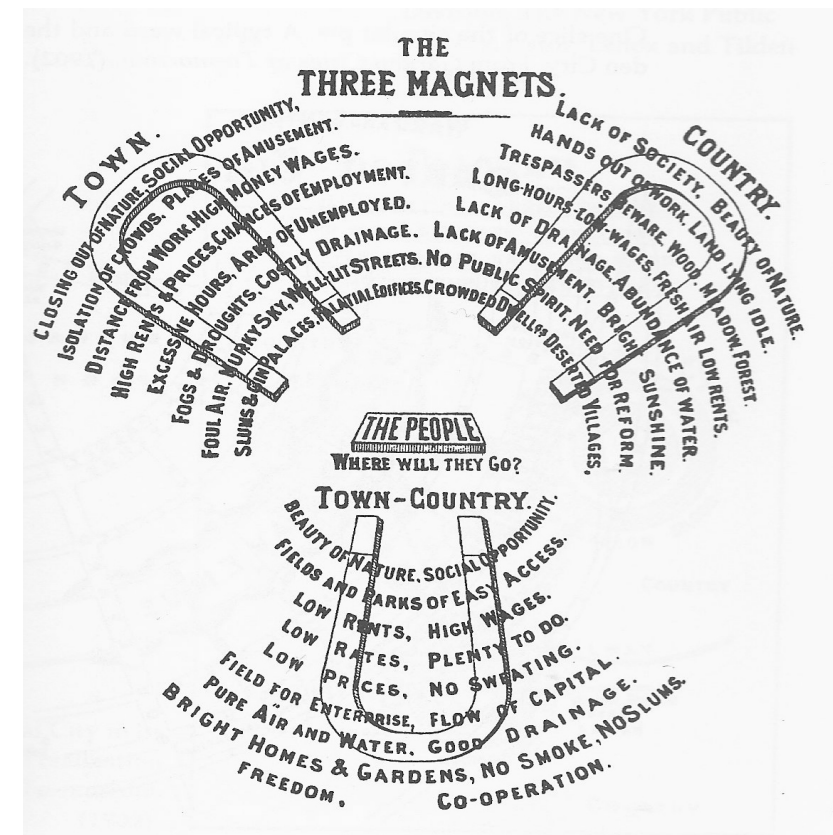 THE
THREE MAGNETS.
TOWN.
CLOSING OUT OF NATURE. SOCIAL OPPORTUNITY,
ISOLATION OF CROWDS. PLACES OF AMUSEMENT.
DISTANCE FROM WORK. HIGH MONEY WAGES.
HIGH RENTS & PRICES. CHANCES OF EMPLOYMENT.
EXCESSIVE HOURS. ARMY OF UNEMPLOYED.
FOGS & DROUGHTS. COSTLY DRAINAGE.
FOUL AIR. MURKY SKY. WELL-LIT STREETS.
SLUMS & GIN PALACES. PALATIAL EDIFICES.
COUNTRY.
LACK OF SOCIETY. BEAUTY OF NATURE.
HANDS OUT OF WORK. LAND LYING IDLE.
TRESPASSERS BEWARE. WOOD. MEADOW. FOREST.
LONG-HOURS-LOW-WAGES. FRESH AIR LOW RENTS.
LACK OF DRAINAGE. ABUNDANCE OF WATER.
LACK OF AMUSEMENT. BRIGHT SUNSHINE.
NO PUBLIC SPIRIT. NEED FOR REFORM.
CROWDED DWELLGS DESERTED VILLAGES,
THE PEOPLE
WHERE WILL THEY GO?
TOWN-COUNTRY.
BEAUTY OF NATURE. SOCIAL OPPORTUNITY.
FIELDS AND PARKS OF EASY ACCESS.
LOW RENTS, HIGH WAGES.
LOW RATES, PLENTY TO DO.
LOW PRICES, NO SWEATING.
FIELD FOR ENTERPRISE, FLOW OF CAPITAL.
PURE AIR AND WATER. GOOD DRAINAGE.
BRIGHT HOMES & GARDENS, NO SMOKE, NO SLUMS.
FREEDOM. CO-OPERATION.